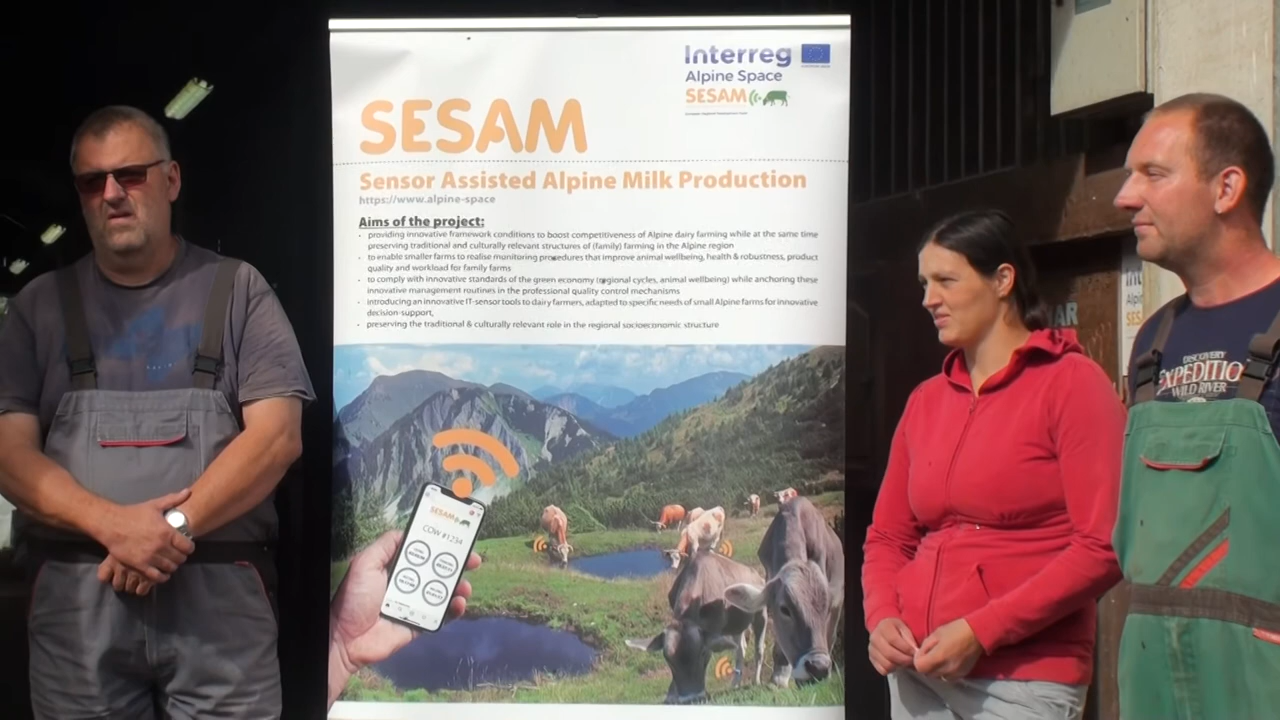 Interreg
Alpine Space
SESAM
SESAM
Sensor Assisted Alpine Milk Production
https://www.alpine-space
Aims of the project:
· providing innovative framework conditions to boost competitiveness of Alpine dairy farming while at the same time
preserving traditional and culturally relevant structures of (family) farming in the Alpine region
· to enable smaller farms to realise monitoring procedures that improve animal wellbeing, health & robustness, product
quality and workload for family farms
· to comply with innovative standards of the green economy (regional cycles, animal wellbeing) while anchoring these
innovative management routines in the professional quality control mechanisms
· introducing an innovative IT-sensor tools to dairy farmers, adapted to specific needs of small Alpine farms for innovative
decision-support,
· preserving the traditional & culturally relevant role in the regional socioeconomic structure
SESAM
COW #1234
DISCOVERY
EXPEDITIO
WILD RIVER